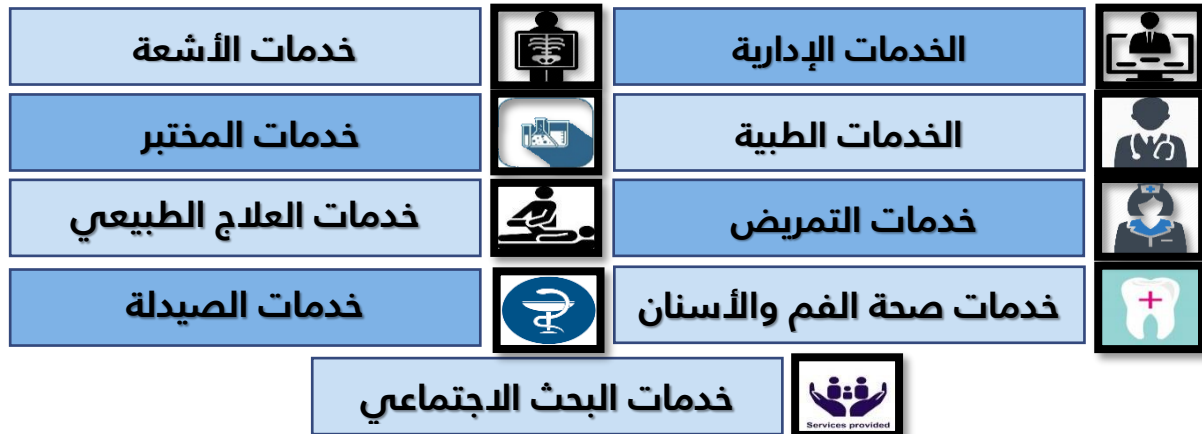 الخدمات الإدارية
خدمات الأشعة
الخدمات الطبية
خدمات المختبر
خدمات التمريض
خدمات العلاج الطبيعي
خدمات صحة الفم والأسنان
خدمات الصيدلة
خدمات البحث الاجتماعي
Services provided